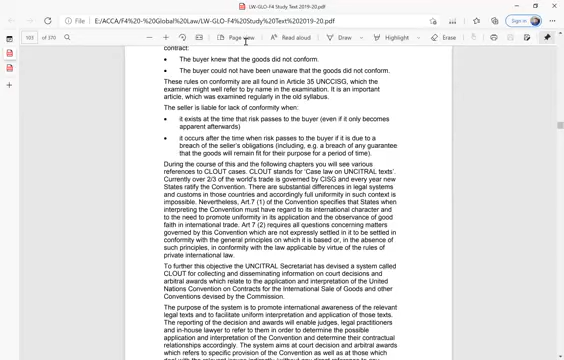 LW-GLO-F4 Study Text 2019-20.pdf
File
E:/ACCA/F4%20-%20Global%20Law/LW-GLO-F4%20Study%20Text%202019-20.pdf
Sign in
103
of 370
Page view
Read aloud
Draw
Highlight
Erase
contract:
• The buyer knew that the goods did not conform.
• The buyer could not have been unaware that the goods did not conform.
These rules on conformity are all found in Article 35 UNCCISG, which the
examiner might well refer to by name in the examination. It is an important
article, which was examined regularly in the old syllabus.
The seller is liable for lack of conformity when:
• it exists at the time that risk passes to the buyer (even if it only becomes
apparent afterwards)
• it occurs after the time when risk passes to the buyer if it is due to a
breach of the seller's obligations (including, e.g. a breach of any guarantee
that the goods will remain fit for their purpose for a period of time).
During the course of this and the following chapters you will see various
references to CLOUT cases. CLOUT stands for 'Case law on UNCITRAL texts'.
Currently over 2/3 of the world's trade is governed by CISG and every year new
States ratify the Convention. There are substantial differences in legal systems
and customs in those countries and accordingly full uniformity in such context is
impossible. Nevertheless, Art.7 (1) of the Convention specifies that States when
interpreting the Convention must have regard to its international character and
to the need to promote uniformity in its application and the observance of good
faith in international trade. Art 7 (2) requires all questions concerning matters
governed by this Convention which are not expressly settled in it to be settled in
conformity with the general principles on which it is based or, in the absence of
such principles, in conformity with the law applicable by virtue of the rules of
private international law.
To further this objective the UNCITRAL Secretariat has devised a system called
CLOUT for collecting and disseminating information on court decisions and
arbitral awards which relate to the application and interpretation of the United
Nations Convention on Contracts for the International Sale of Goods and other
Conventions devised by the Commission.
The purpose of the system is to promote international awareness of the relevant
legal texts and to facilitate uniform interpretation and application of those texts.
The reporting of the decision and awards will enable judges, legal practitioners
and in-house lawyer to refer to them in order to determine the possible
application and interpretation of the Convention and determine their contractual
relationships accordingly. The system aims at court decision and arbitral awards
which refers to specific provision of the Convention as well as at those which